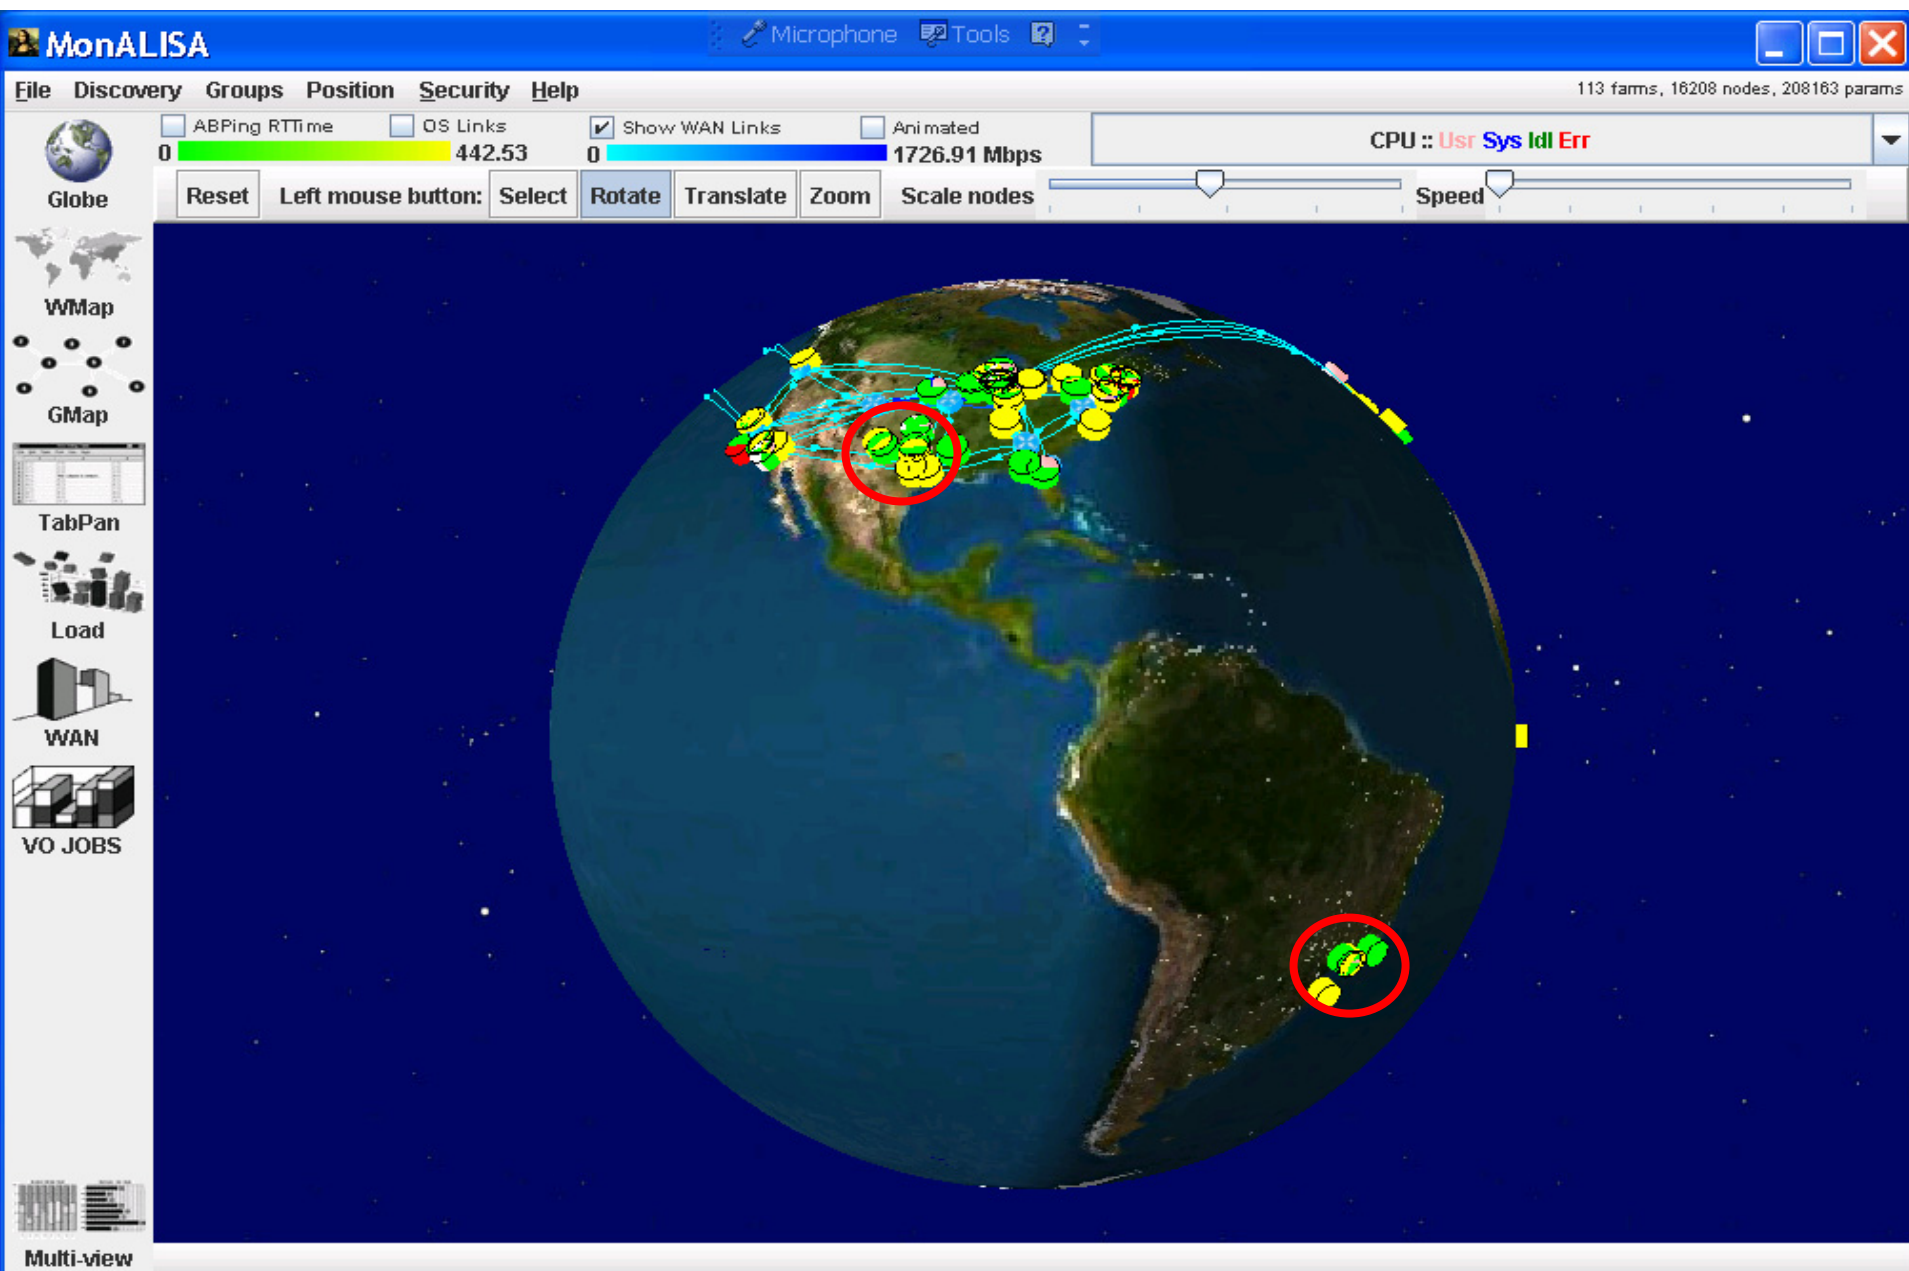 MonALISA
Microphone Tools ?
File Discovery Groups Position Security Help
113 farms, 16208 nodes, 208163 params
ABPing RTTime OS Links Show WAN Links Animated
0 442.53 0 1726.91 Mbps
CPU :: Usr Sys Idl Err
Reset Left mouse button: Select Rotate Translate Zoom Scale nodes Speed
Globe
WMap
GMap
TabPan
Load
WAN
VO JOBS
Multi-view